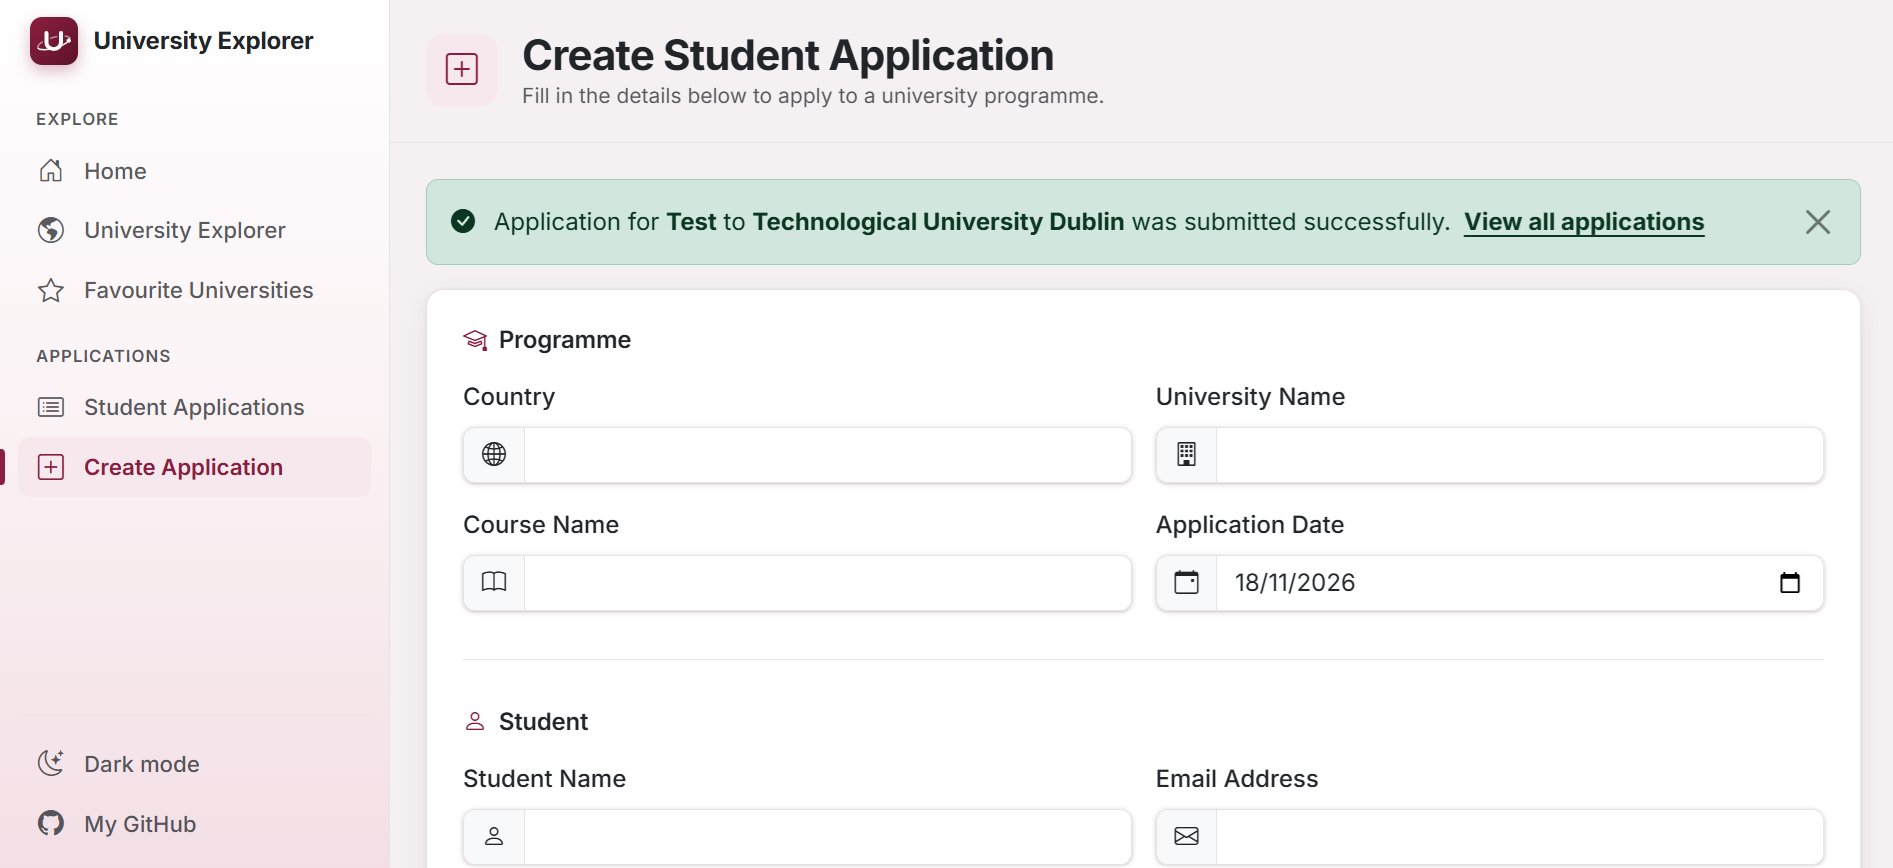 University Explorer
EXPLORE
Home
University Explorer
Favourite Universities
APPLICATIONS
Student Applications
Create Application
Dark mode
My GitHub
Create Student Application
Fill in the details below to apply to a university programme.
Application for Test to Technological University Dublin was submitted successfully. View all applications
Programme
Country
University Name
Course Name
Application Date
18/11/2026
Student
Student Name
Email Address